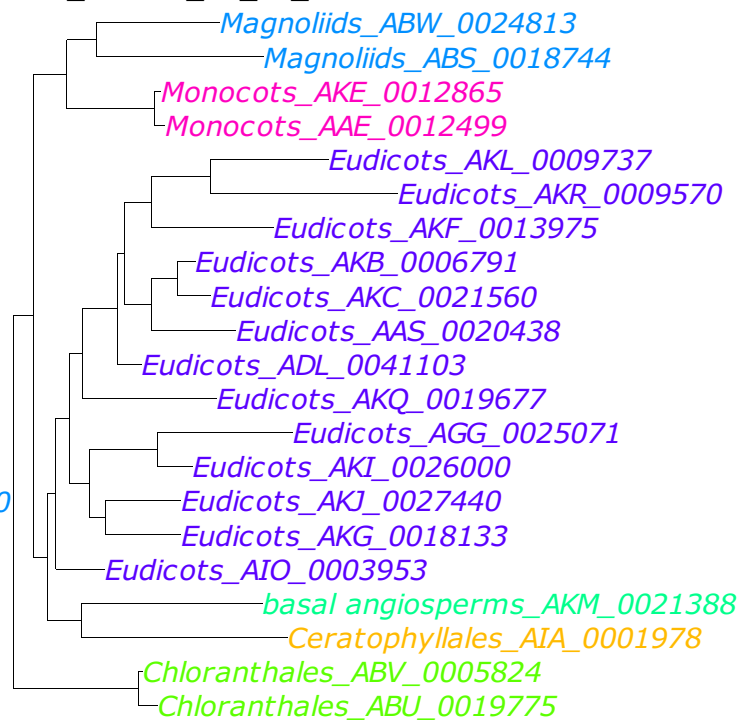 Magnoliids_ABW_0024813
Magnoliids_ABS_0018744
Monocots_AKE_0012865
Monocots_AAE_0012499
Eudicots_AKL_0009737
Eudicots_AKR_0009570
Eudicots_AKF_0013975
Eudicots_AKB_0006791
Eudicots_AKC_0021560
Eudicots_AAS_0020438
Eudicots_ADL_0041103
Eudicots_AKQ_0019677
Eudicots_AGG_0025071
Eudicots_AKI_0026000
Eudicots_AKJ_0027440
Eudicots_AKG_0018133
Eudicots_AIO_0003953
basal angiosperms_AKM_0021388
Ceratophyllales_AIA_0001978
Chloranthales_ABV_0005824
Chloranthales_ABU_0019775